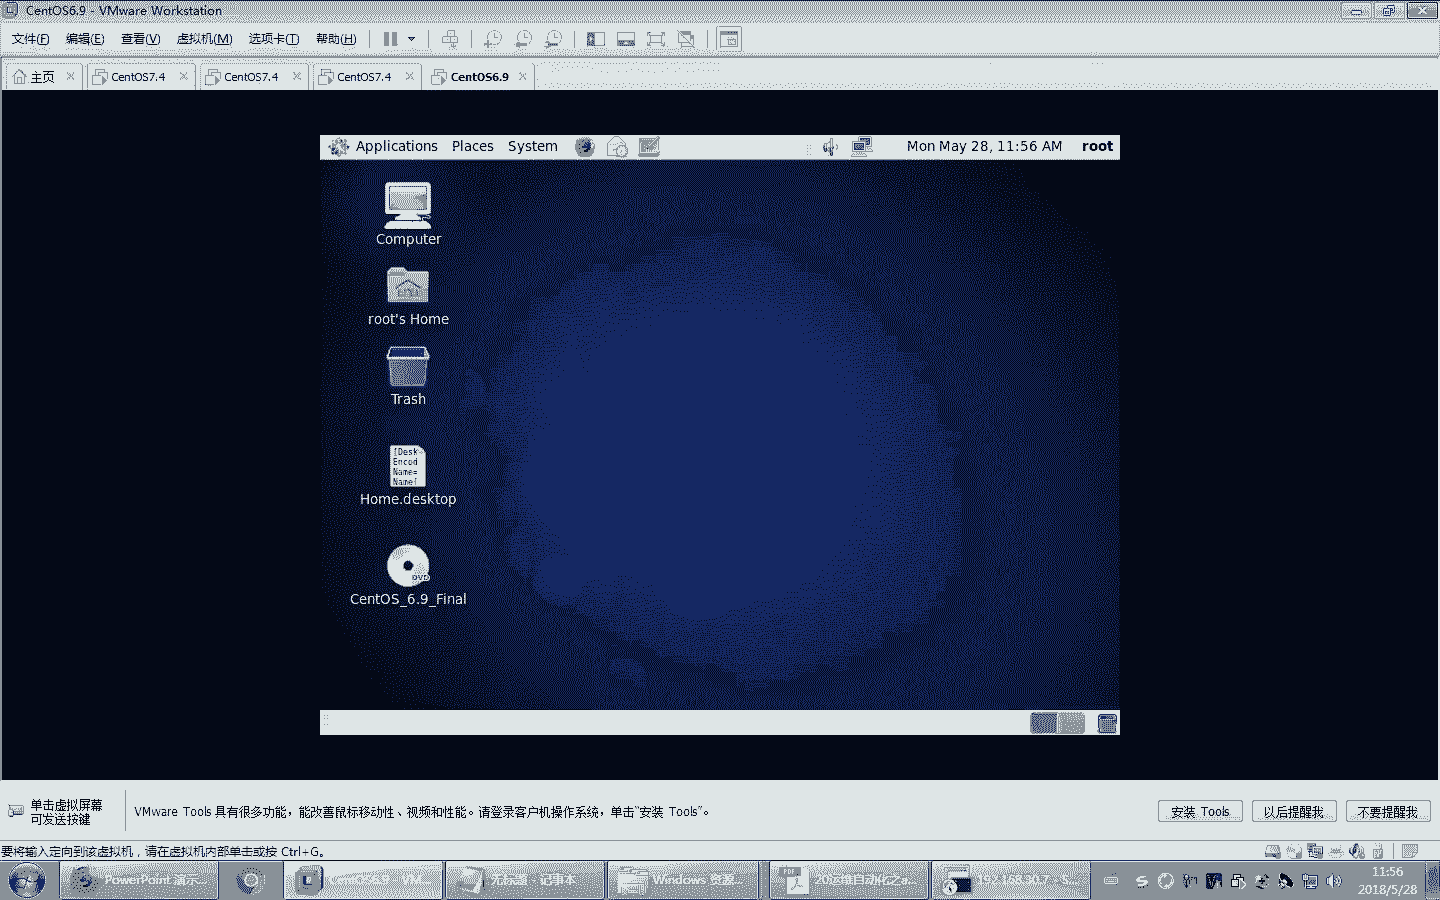 CentOS6.9 - VMware Workstation
文件(F) 编辑(E) 查看(V) 虚拟机(M) 选项卡(T) 帮助(H)
主页 CentOS7.4 CentOS7.4 CentOS7.4 CentOS6.9
Applications Places System Mon May 28, 11:56 AM root
Computer
root's Home
Trash
[Desk
Encod
Name=
Name[
Home.desktop
DVD
CentOS_6.9_Final
单击虚拟屏幕
可发送按键
VMware Tools 具有很多功能，能改善鼠标移动性、视频和性能。请登录客户机操作系统，单击“安装 Tools”。
安装 Tools 以后提醒我 不要提醒我
要将输入定向到该虚拟机，请在虚拟机内部单击或按 Ctrl+G。
PowerPoint 演示... 无标题 - 记事本 Windows 资源... PDF 20运维自动化之a... 192.168.30.7 - S...
11:56
2018/5/28